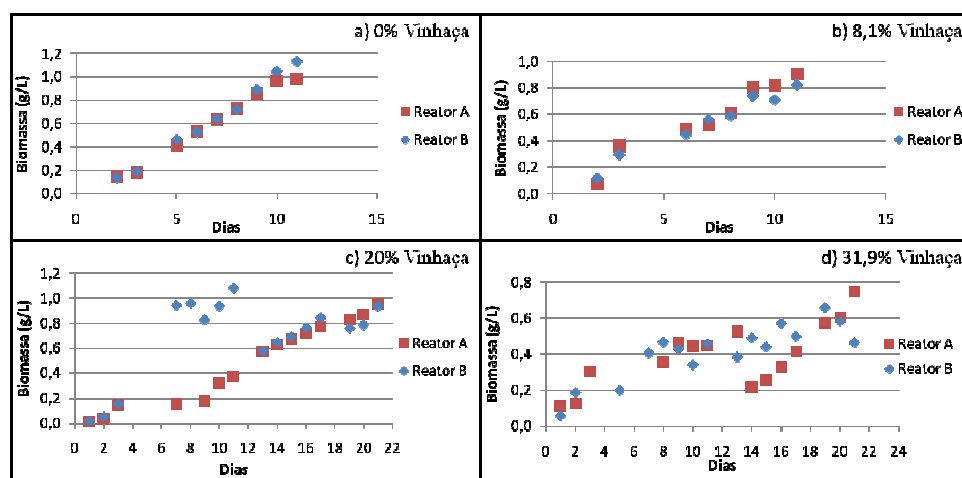 a) 0% Vinhaça
Biomassa (g/L)
1,2
1,0
0,8
0,6
0,4
0,2
0,0
0 5 10 15
Dias
Reator A
Reator B
b) 8,1% Vinhaça
Biomassa (g/L)
1,0
0,8
0,6
0,4
0,2
0,0
0 5 10 15
Dias
Reator A
Reator B
c) 20% Vinhaça
Biomassa (g/L)
1,2
1,0
0,8
0,6
0,4
0,2
0,0
0 2 4 6 8 10 12 14 16 18 20 22
Dias
Reator A
Reator B
d) 31,9% Vinhaça
Biomassa (g/L)
0,8
0,6
0,4
0,2
0,0
0 2 4 6 8 10 12 14 16 18 20 22 24
Dias
Reator A
Reator B